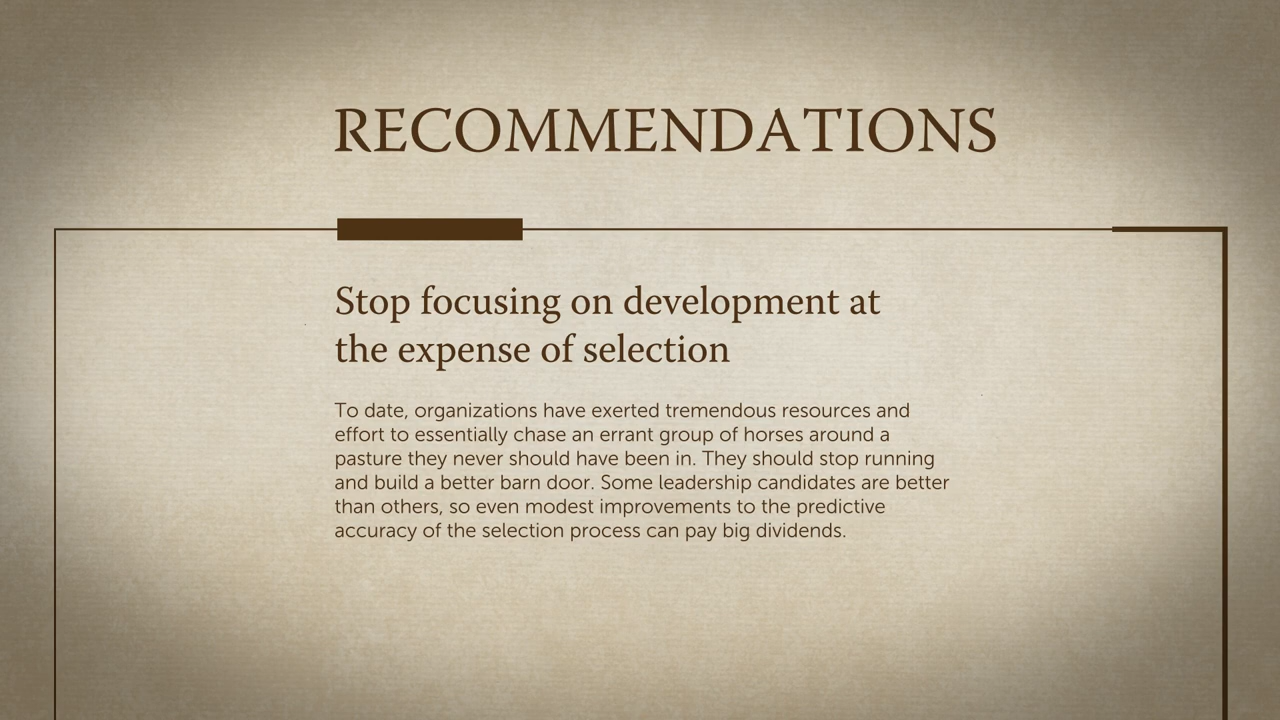 RECOMMENDATIONS
Stop focusing on development at
the expense of selection
To date, organizations have exerted tremendous resources and
effort to essentially chase an errant group of horses around a
pasture they never should have been in. They should stop running
and build a better barn door. Some leadership candidates are better
than others, so even modest improvements to the predictive
accuracy of the selection process can pay big dividends.